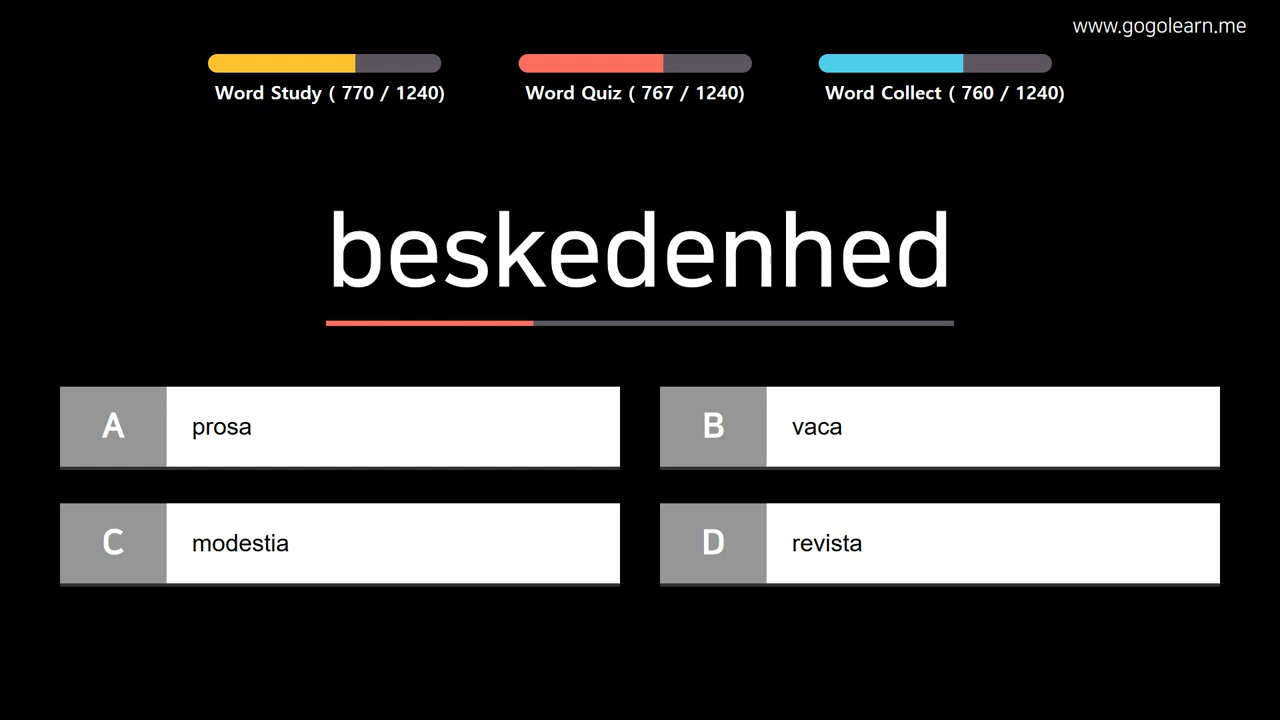 www.gogolearn.me
Word Study ( 770 / 1240)
Word Quiz ( 767 / 1240)
Word Collect ( 760 / 1240)
beskedenhed
A prosa
B vaca
C modestia
D revista